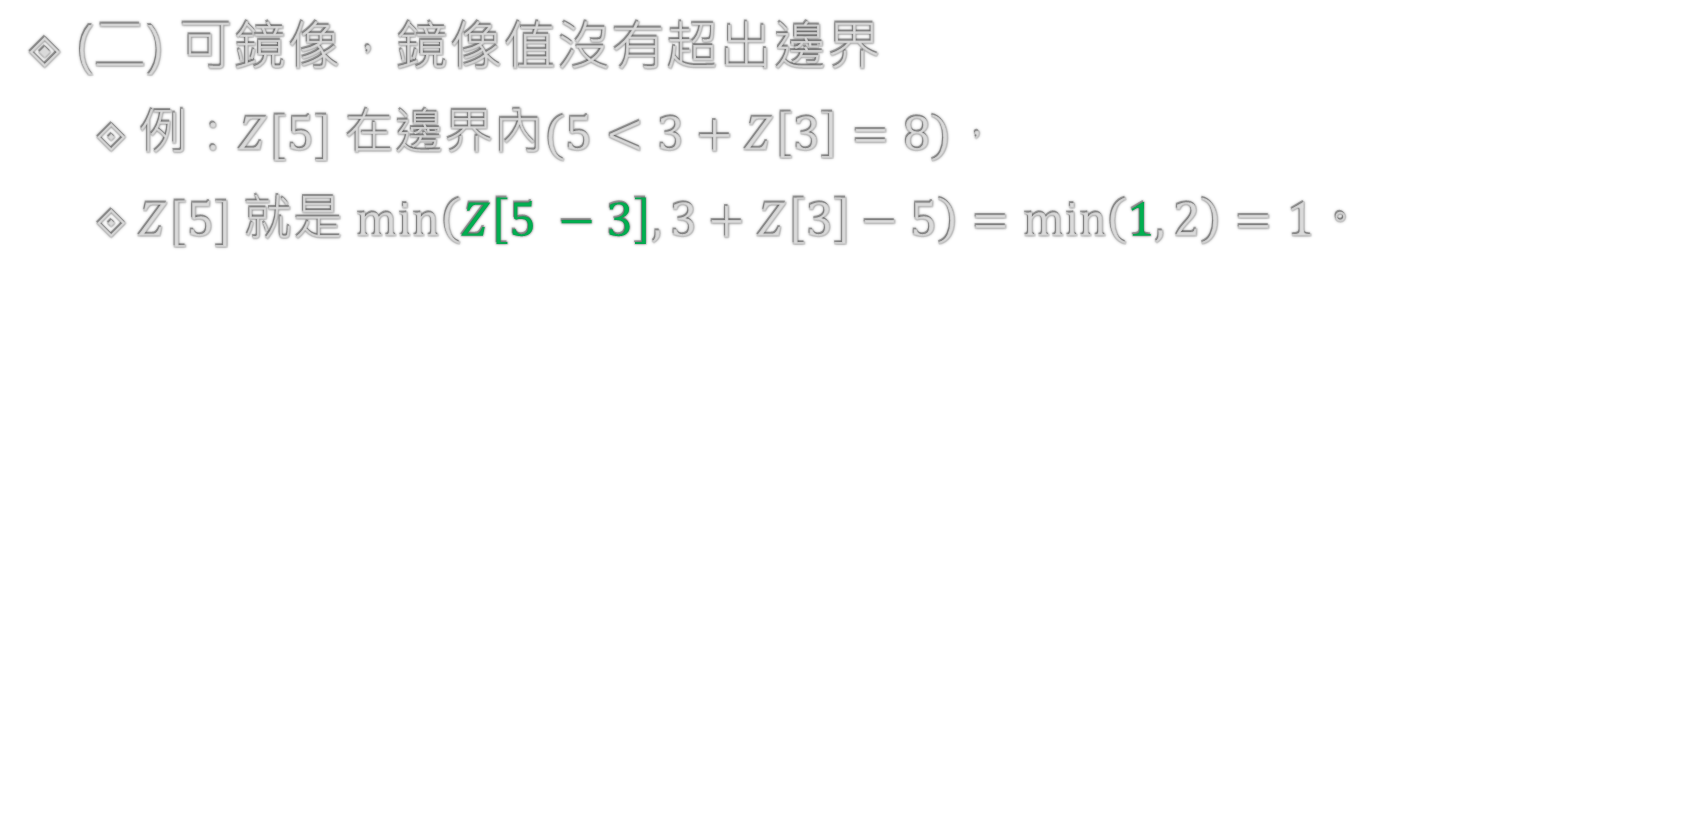 (二) 可鏡像，鏡像值沒有超出邊界
例：Z[5] 在邊界內(5 < 3 + Z[3] = 8)，
Z[5] 就是 min(Z[5 − 3], 3 + Z[3] − 5) = min(1, 2) = 1。